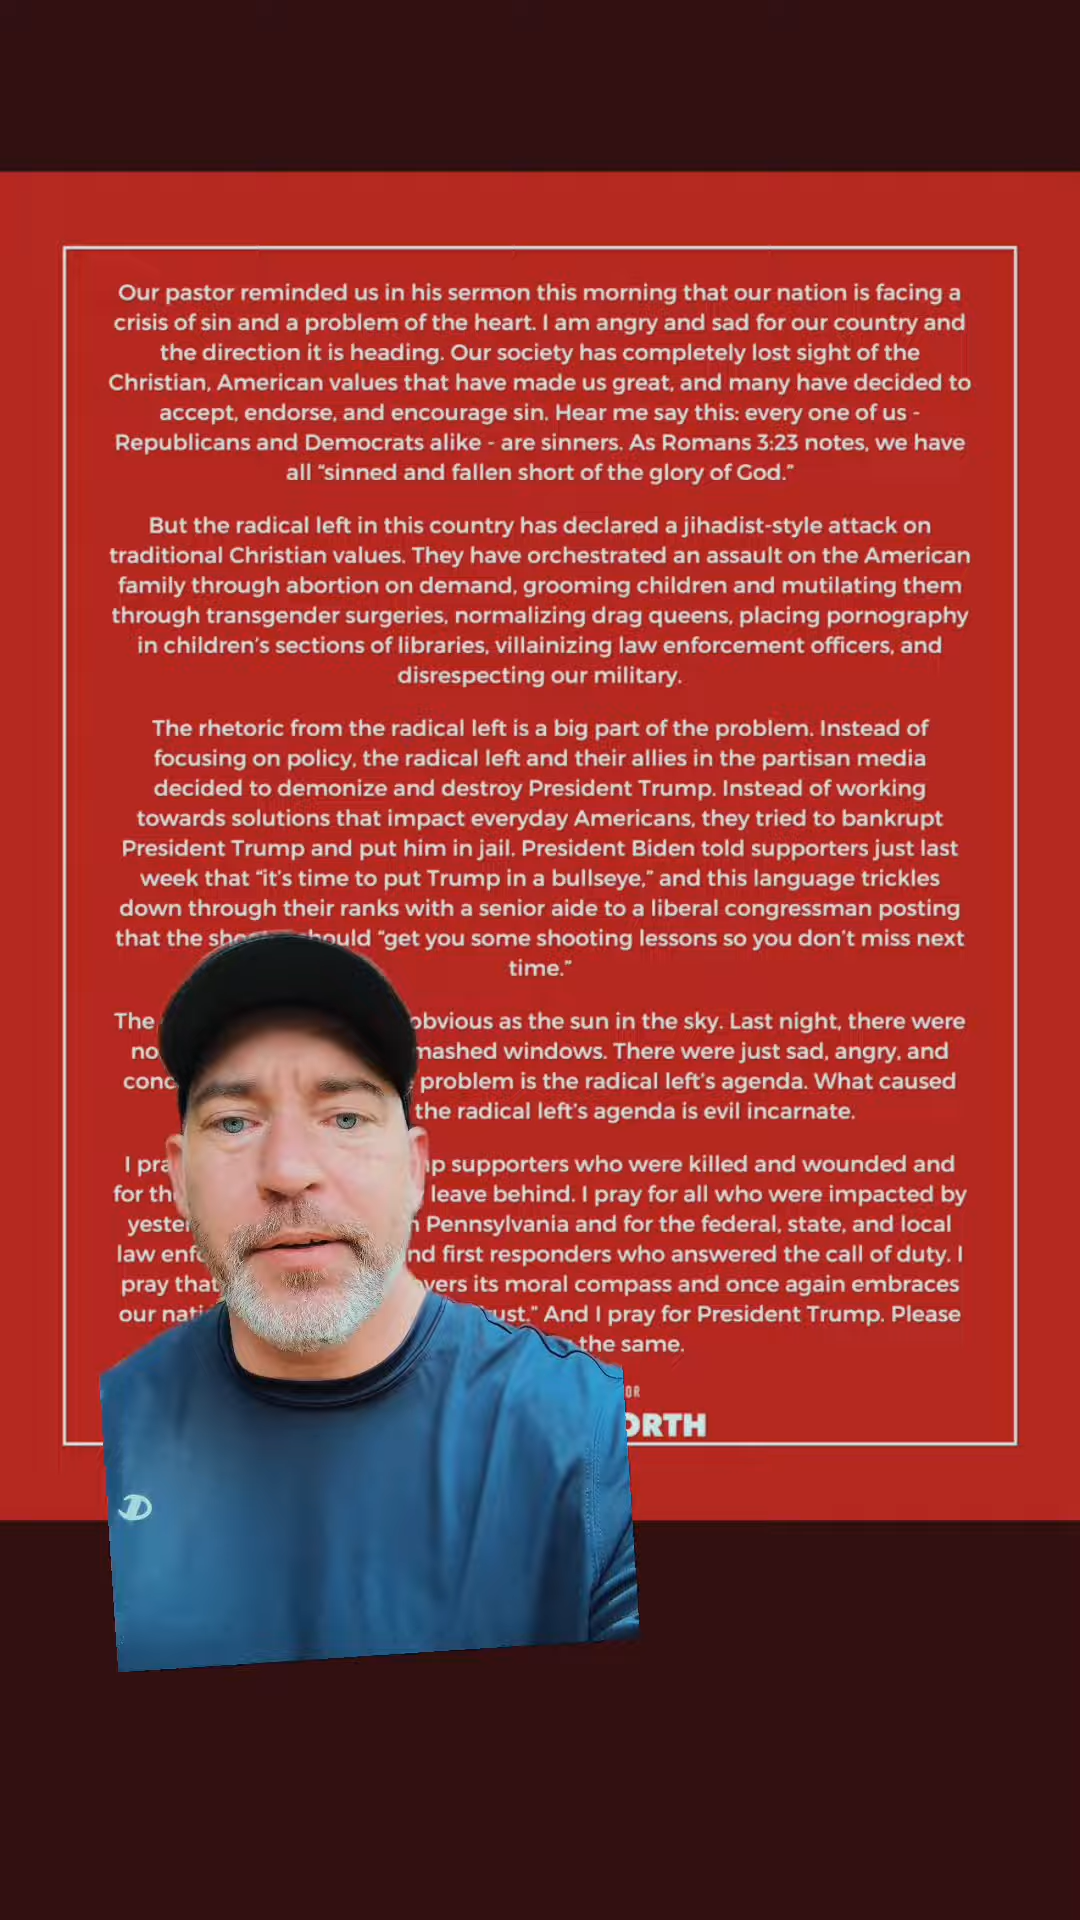 Our pastor reminded us in his sermon this morning that our nation is facing a
crisis of sin and a problem of the heart. I am angry and sad for our country and
the direction it is heading. Our society has completely lost sight of the
Christian, American values that have made us great, and many have decided to
accept, endorse, and encourage sin. Hear me say this: every one of us -
Republicans and Democrats alike - are sinners. As Romans 3:23 notes, we have
all “sinned and fallen short of the glory of God.”
But the radical left in this country has declared a jihadist-style attack on
traditional Christian values. They have orchestrated an assault on the American
family through abortion on demand, grooming children and mutilating them
through transgender surgeries, normalizing drag queens, placing pornography
in children’s sections of libraries, villainizing law enforcement officers, and
disrespecting our military.
The rhetoric from the radical left is a big part of the problem. Instead of
focusing on policy, the radical left and their allies in the partisan media
decided to demonize and destroy President Trump. Instead of working
towards solutions that impact everyday Americans, they tried to bankrupt
President Trump and put him in jail. President Biden told supporters just last
week that “it’s time to put Trump in a bullseye,” and this language trickles
down through their ranks with a senior aide to a liberal congressman posting
that the should “get you some shooting lessons so you don’t miss next
time.”
The obvious as the sun in the sky. Last night, there were
windows. There were just sad, angry, and
problem is the radical left’s agenda. What caused
the radical left’s agenda is evil incarnate.
I supporters who were killed and wounded and
for leave behind. I pray for all who were impacted by
Pennsylvania and for the federal, state, and local
law first responders who answered the call of duty. I
pray its moral compass and once again embraces
our And I pray for President Trump. Please
the same.